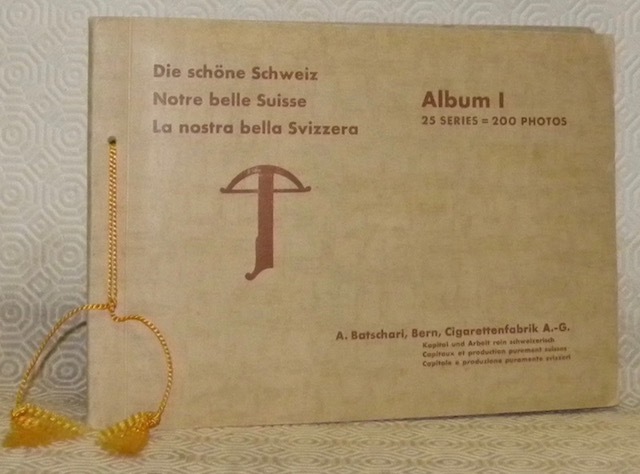 Die schöne Schweiz
Notre belle Suisse
La nostra bella Svizzera
Album I
25 SERIES = 200 PHOTOS
A. Batschari, Bern, Cigarettenfabrik A.-G.
Kapital und Arbeit rein schweizerisch
Capitaux et production purement suisses
Capitale e produzione puramente svizzeri